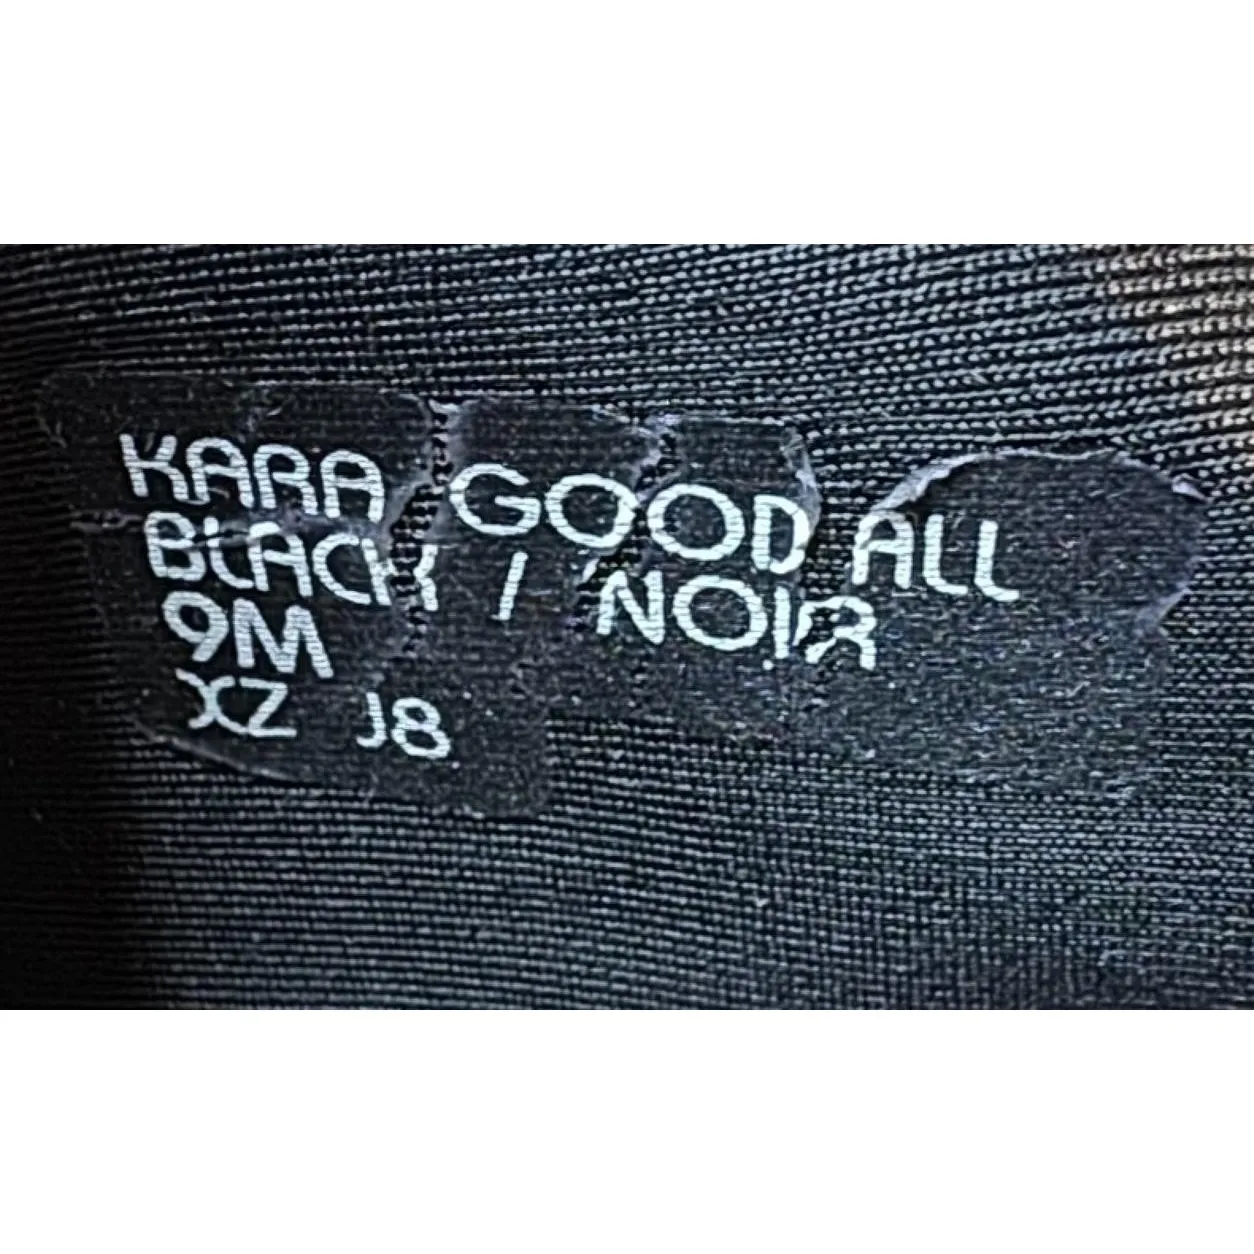 KARA GOOD ALL
BLACK / NOIR
9M
XZ J8